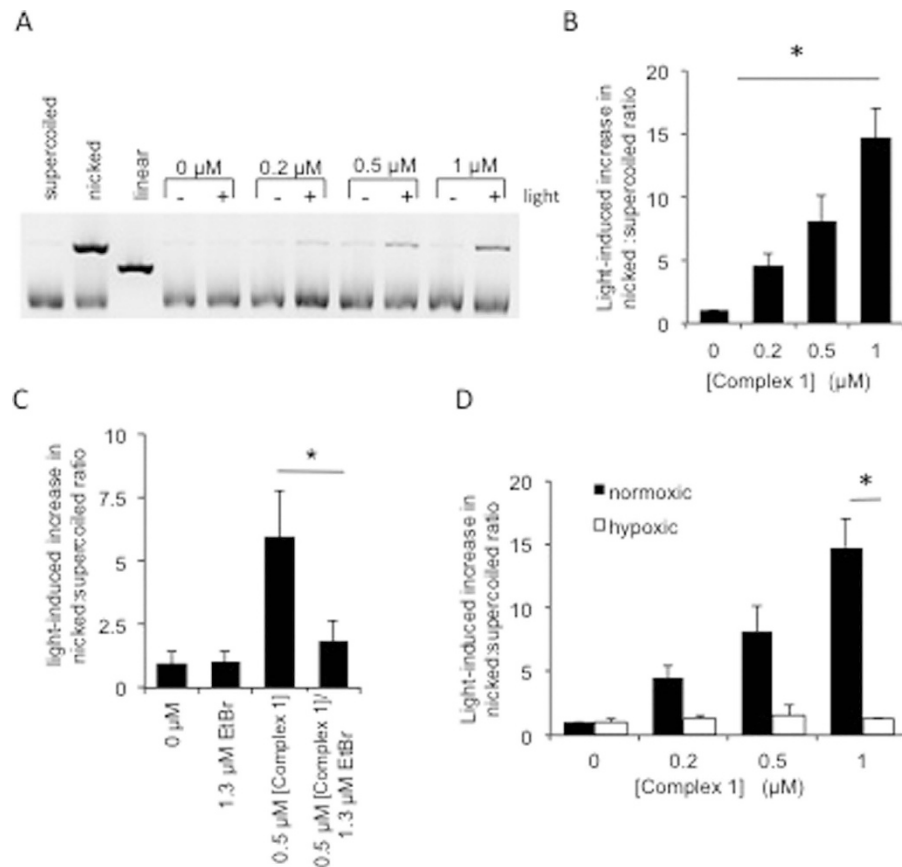 A
supercoiled
nicked
linear
0 µM
0.2 µM
0.5 µM
1 µM
- + - + - + - + light
B
*
Light-induced increase in
nicked :supercoiled ratio
20
15
10
5
0
0 0.2 0.5 1
[Complex 1] (µM)
C
*
light-induced increase in
nicked:supercoiled ratio
10
7.5
5
2.5
0
0 µM
1.3 µM EtBr
0.5 µM [Complex 1]
0.5 µM [Complex 1]/
1.3 µM EtBr
D
normoxic
hypoxic
*
Light-induced increase in
nicked:supercoiled ratio
20
15
10
5
0
0 0.2 0.5 1
[Complex 1] (µM)